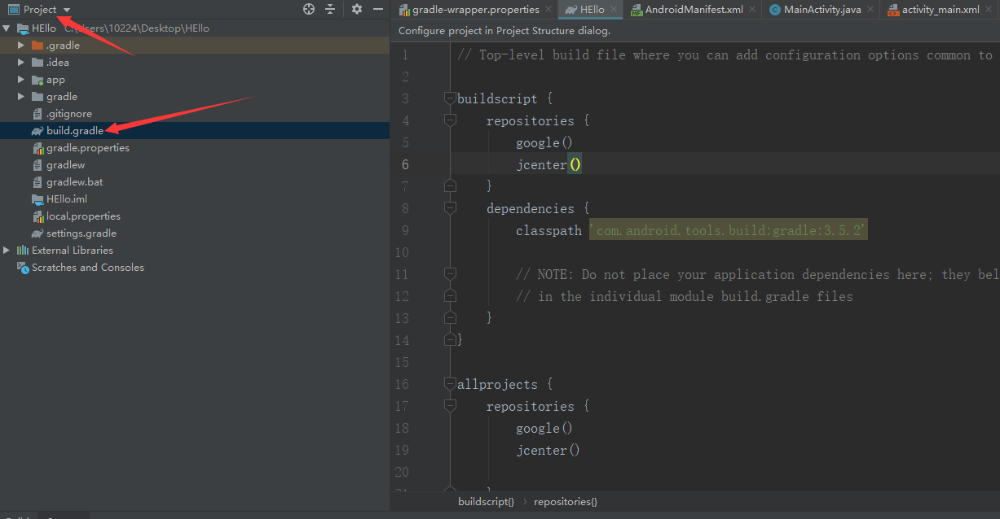 Project
HEllo C:\Users\10224\Desktop\HEllo
.gradle
.idea
app
gradle
.gitignore
build.gradle
gradle.properties
gradlew
gradlew.bat
HEllo.iml
local.properties
settings.gradle
External Libraries
Scratches and Consoles
gradle-wrapper.properties HEllo AndroidManifest.xml MainActivity.java activity_main.xml
Configure project in Project Structure dialog.
1 // Top-level build file where you can add configuration options common to
2
3 buildscript {
4 repositories {
5 google()
6 jcenter()
7 }
8 dependencies {
9 classpath 'com.android.tools.build:gradle:3.5.2'
10
11 // NOTE: Do not place your application dependencies here; they bel
12 // in the individual module build.gradle files
13 }
14 }
15
16 allprojects {
17 repositories {
18 google()
19 jcenter()
20
buildscript{} › repositories{}